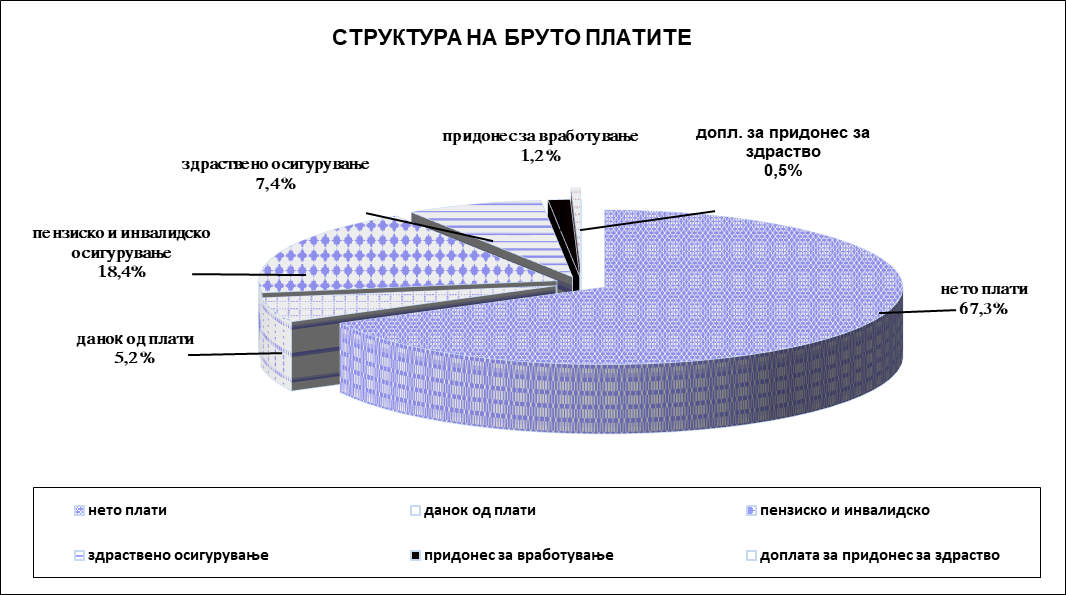 СТРУКТУРА НА БРУТО ПЛАТИТЕ
придонес за вработување
1,2%
допл. за придонес за
здраство
0,5%
здраствено осигурување
7,4%
пензиско и инвалидско
осигурување
18,4%
нето плати
67,3%
данок од плати
5,2%
нето плати
данок од плати
пензиско и инвалидско
здраствено осигурување
придонес за вработување
доплата за придонес за здраство